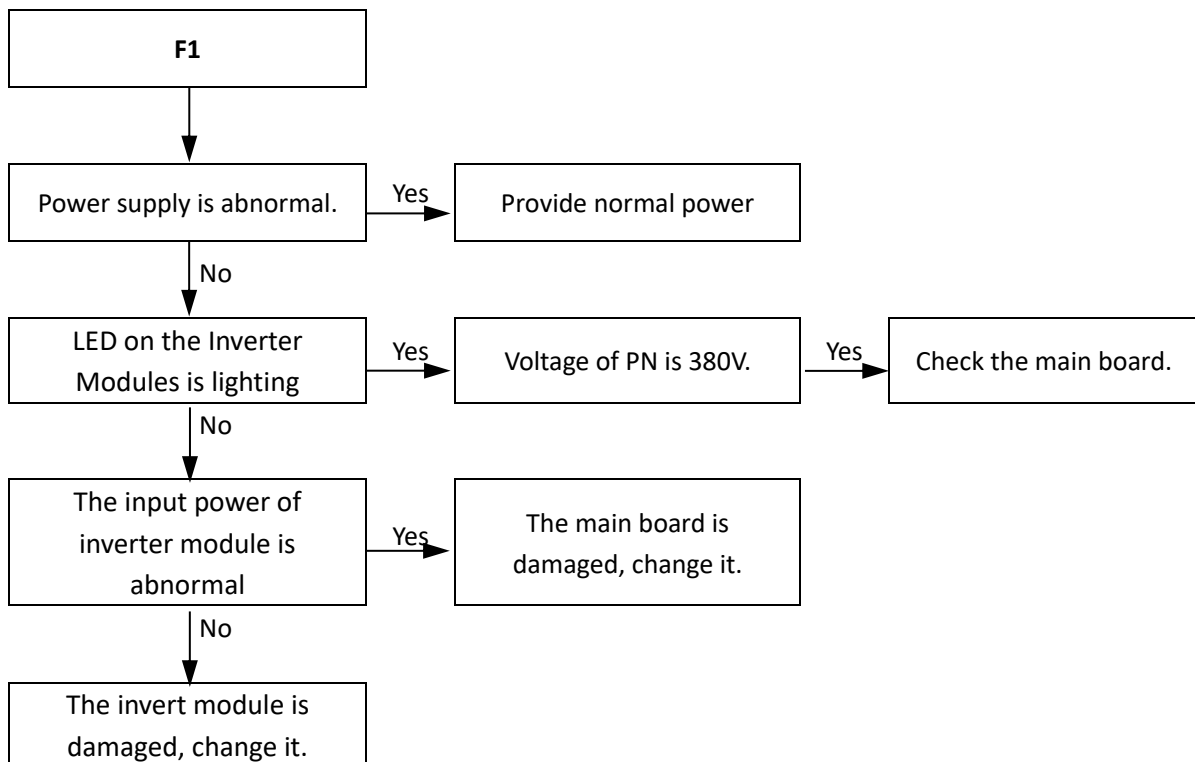 F1
Power supply is abnormal.
Yes
Provide normal power
No
LED on the Inverter
Modules is lighting
Yes
Voltage of PN is 380V.
Yes
Check the main board.
No
The input power of
inverter module is
abnormal
Yes
The main board is
damaged, change it.
No
The invert module is
damaged, change it.